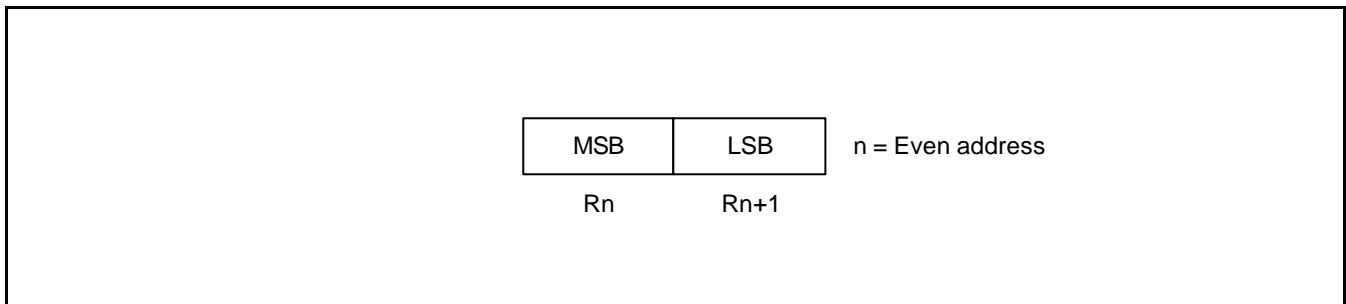 MSB LSB n = Even address
Rn Rn+1